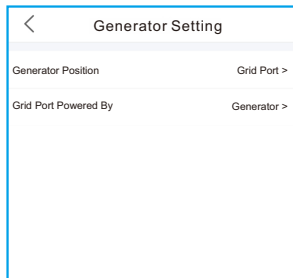 Generator Setting
Generator Position Grid Port >
Grid Port Powered By Generator >